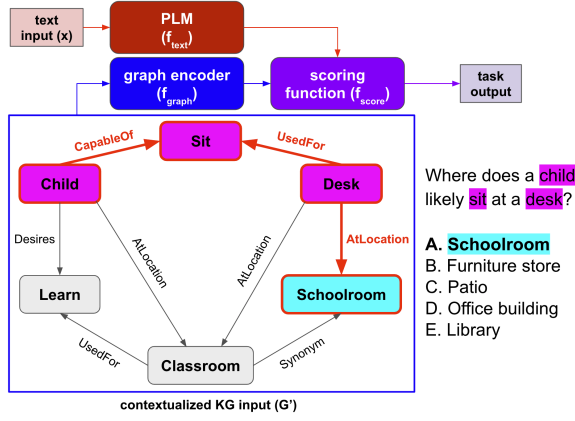 text
input (x)
PLM
(f_text)
graph encoder
(f_graph)
scoring
function (f_score)
task
output
Sit
CapableOf
UsedFor
Child
Desk
Desires
AtLocation
AtLocation
AtLocation
Learn
Schoolroom
UsedFor
Classroom
Synonym
contextualized KG input (G’)
Where does a child
likely sit at a desk?
A. Schoolroom
B. Furniture store
C. Patio
D. Office building
E. Library